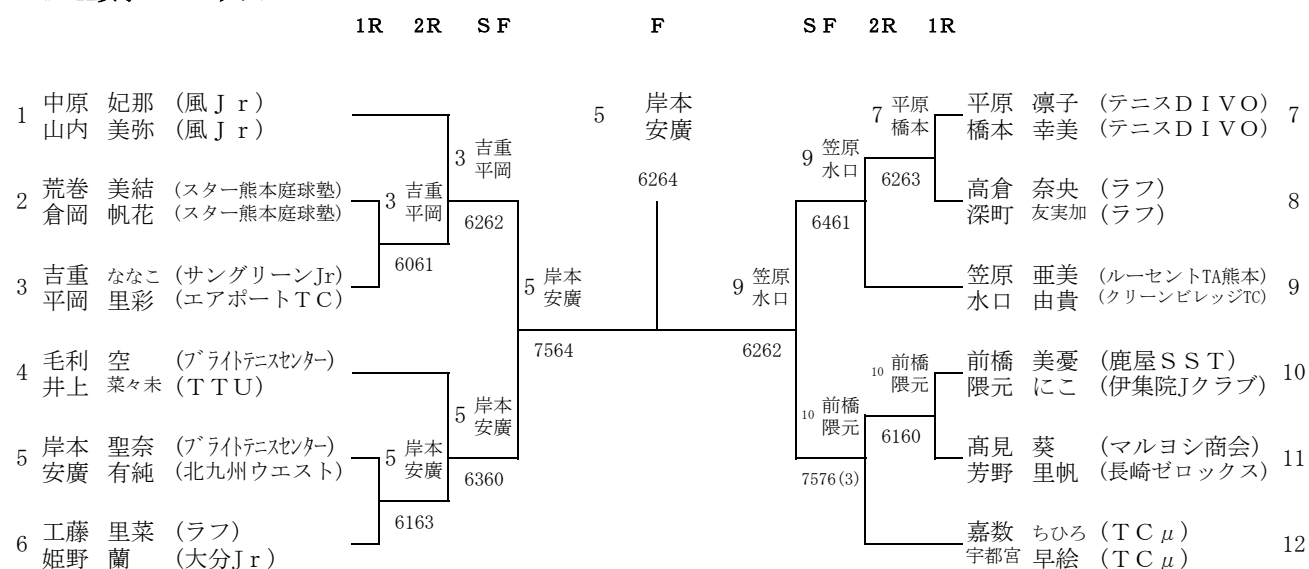 1R 2R SF F SF 2R 1R
1 中原 妃那 (風Jr)
山内 美弥 (風Jr)
2 荒巻 美結 (スター熊本庭球塾)
倉岡 帆花 (スター熊本庭球塾)
3 吉重 ななこ (サングリーンJr)
平岡 里彩 (エアポートTC)
4 毛利 空 (ブライトテニスセンター)
井上 菜々未 (TTU)
5 岸本 聖奈 (ブライトテニスセンター)
安廣 有純 (北九州ウエスト)
6 工藤 里菜 (ラフ)
姫野 蘭 (大分Jr)
3 吉重
平岡
6061
3 吉重
平岡
6262
5 岸本
安廣
6163
5 岸本
安廣
6360
5 岸本
安廣
7564
5 岸本
安廣
6264
9 笠原
水口
6262
9 笠原
水口
6461
7 平原
橋本
6263
10 前橋
隈元
7576(3)
10 前橋
隈元
6160
平原 凛子 (テニスDIVO) 7
橋本 幸美 (テニスDIVO)
高倉 奈央 (ラフ) 8
深町 友実加 (ラフ)
笠原 亜美 (ルーセントTA熊本) 9
水口 由貴 (クリーンビレッジTC)
前橋 美憂 (鹿屋SST) 10
隈元 にこ (伊集院Jクラブ)
髙見 葵 (マルヨシ商会) 11
芳野 里帆 (長崎ゼロックス)
嘉数 ちひろ (TCμ) 12
宇都宮 早絵 (TCμ)